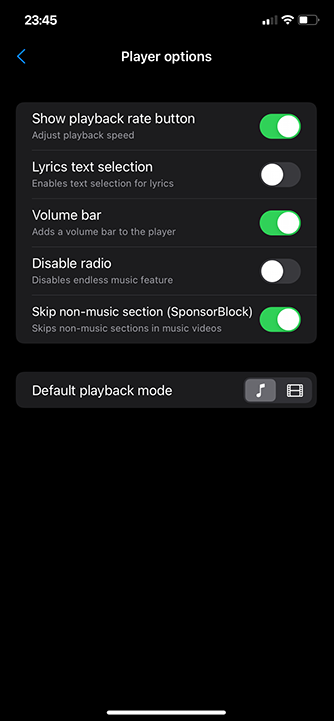 23:45
Player options
Show playback rate button
Adjust playback speed
Lyrics text selection
Enables text selection for lyrics
Volume bar
Adds a volume bar to the player
Disable radio
Disables endless music feature
Skip non-music section (SponsorBlock)
Skips non-music sections in music videos
Default playback mode